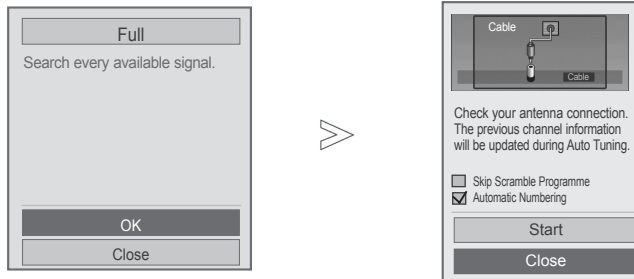 Full
Search every available signal.
OK
Close
Cable
Cable
Check your antenna connection.
The previous channel information
will be updated during Auto Tuning.
Skip Scramble Programme
Automatic Numbering
Start
Close